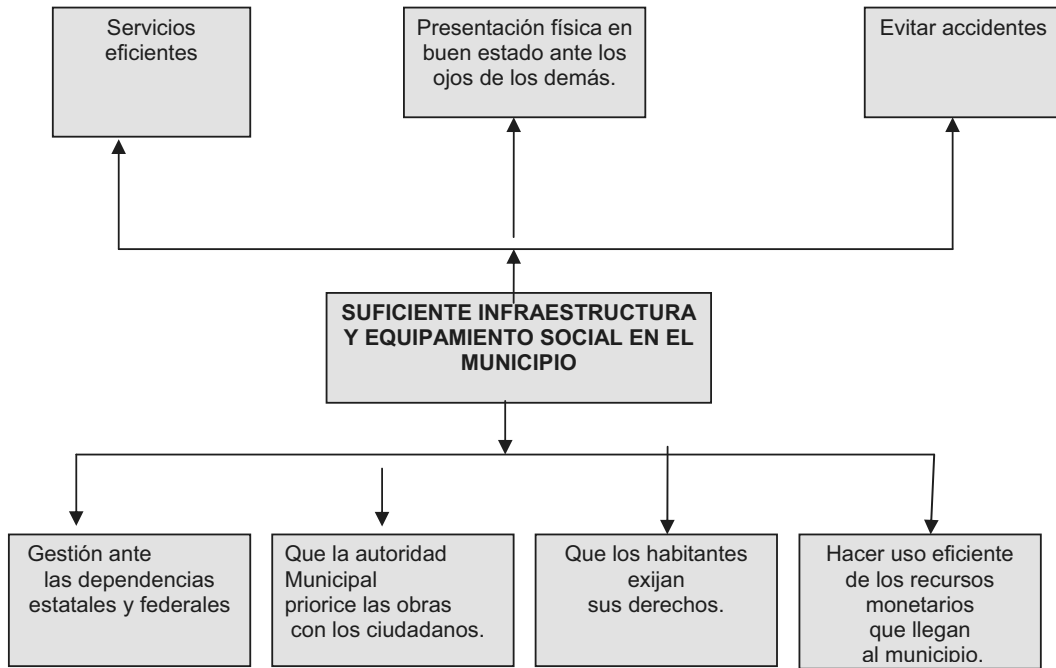 Servicios
eficientes
Presentación física en
buen estado ante los
ojos de los demás.
Evitar accidentes
SUFICIENTE INFRAESTRUCTURA
Y EQUIPAMIENTO SOCIAL EN EL
MUNICIPIO
Gestión ante
las dependencias
estatales y federales
Que la autoridad
Municipal
priorice las obras
con los ciudadanos.
Que los habitantes
exijan
sus derechos.
Hacer uso eficiente
de los recursos
monetarios
que llegan
al municipio.